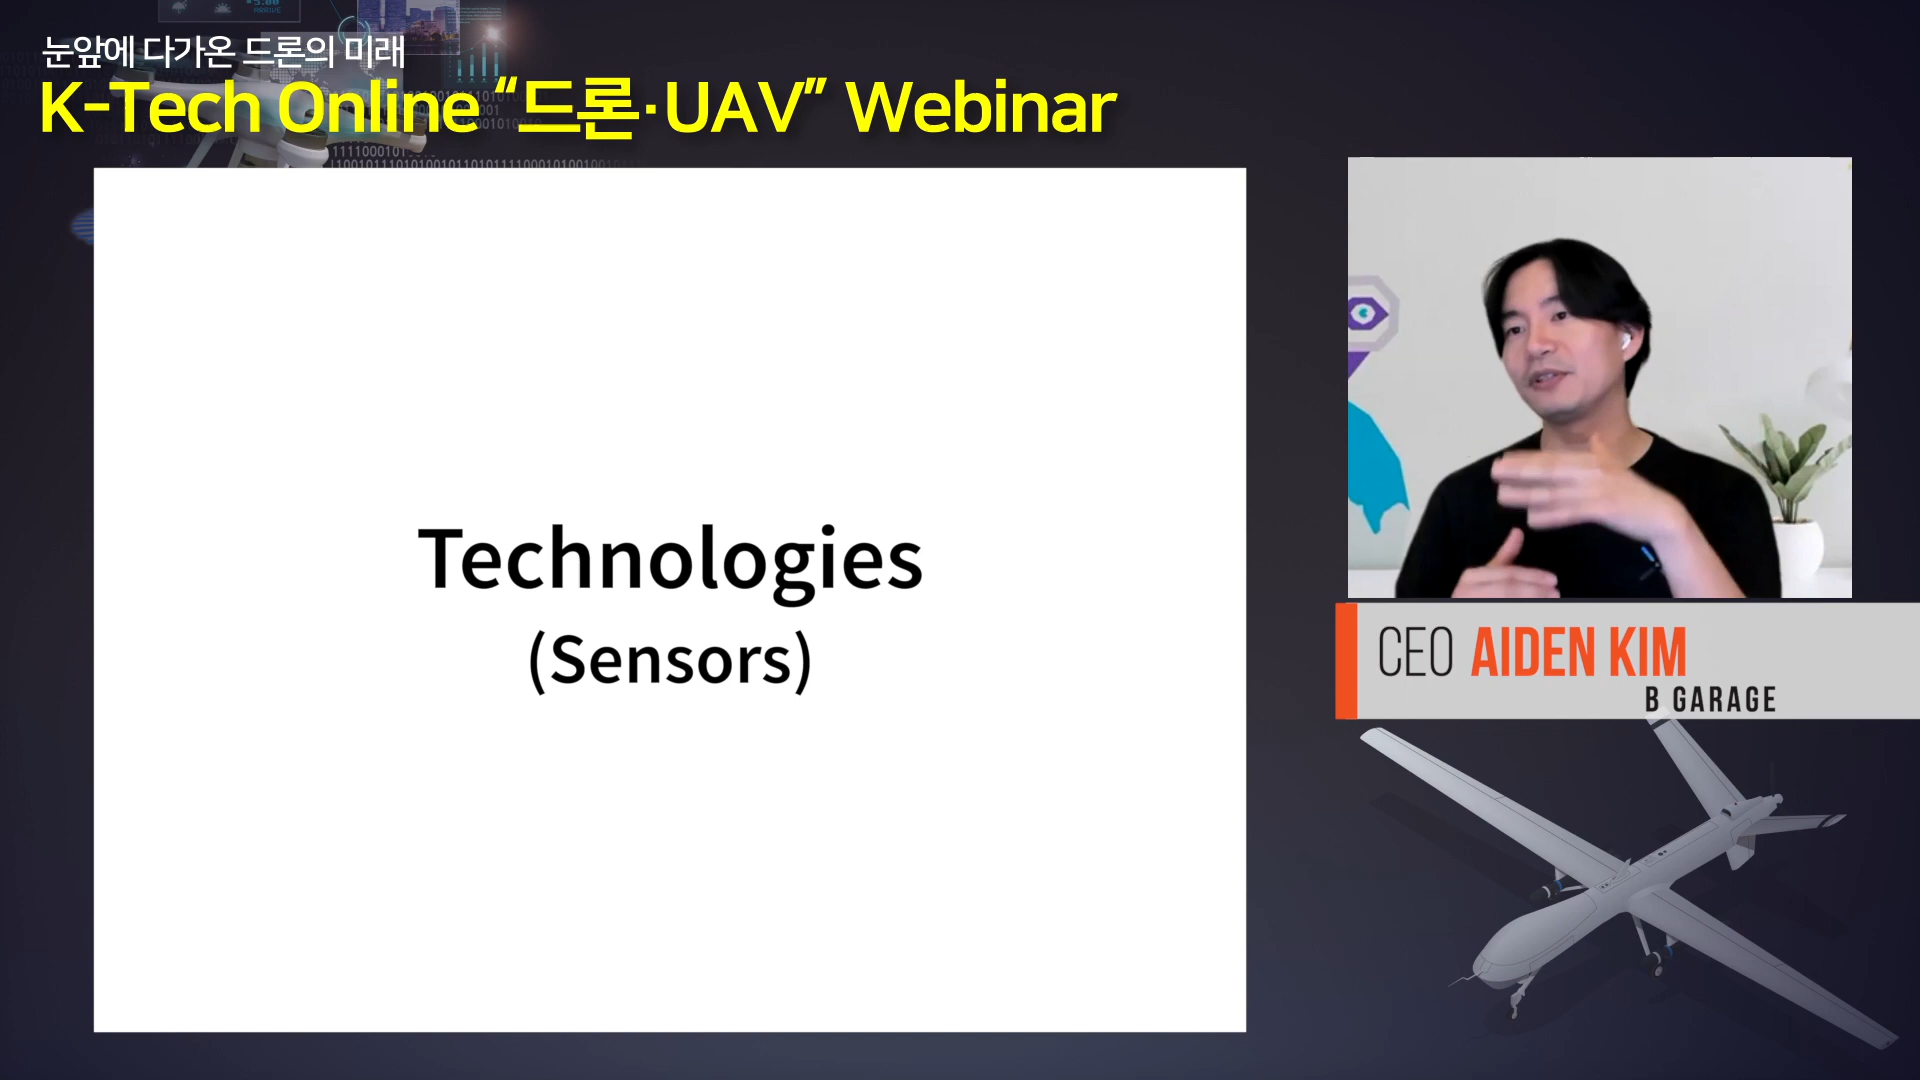 눈앞에 다가온 드론의 미래
K-Tech Online “드론·UAV” Webinar
Technologies
(Sensors)
CEO AIDEN KIM
B GARAGE